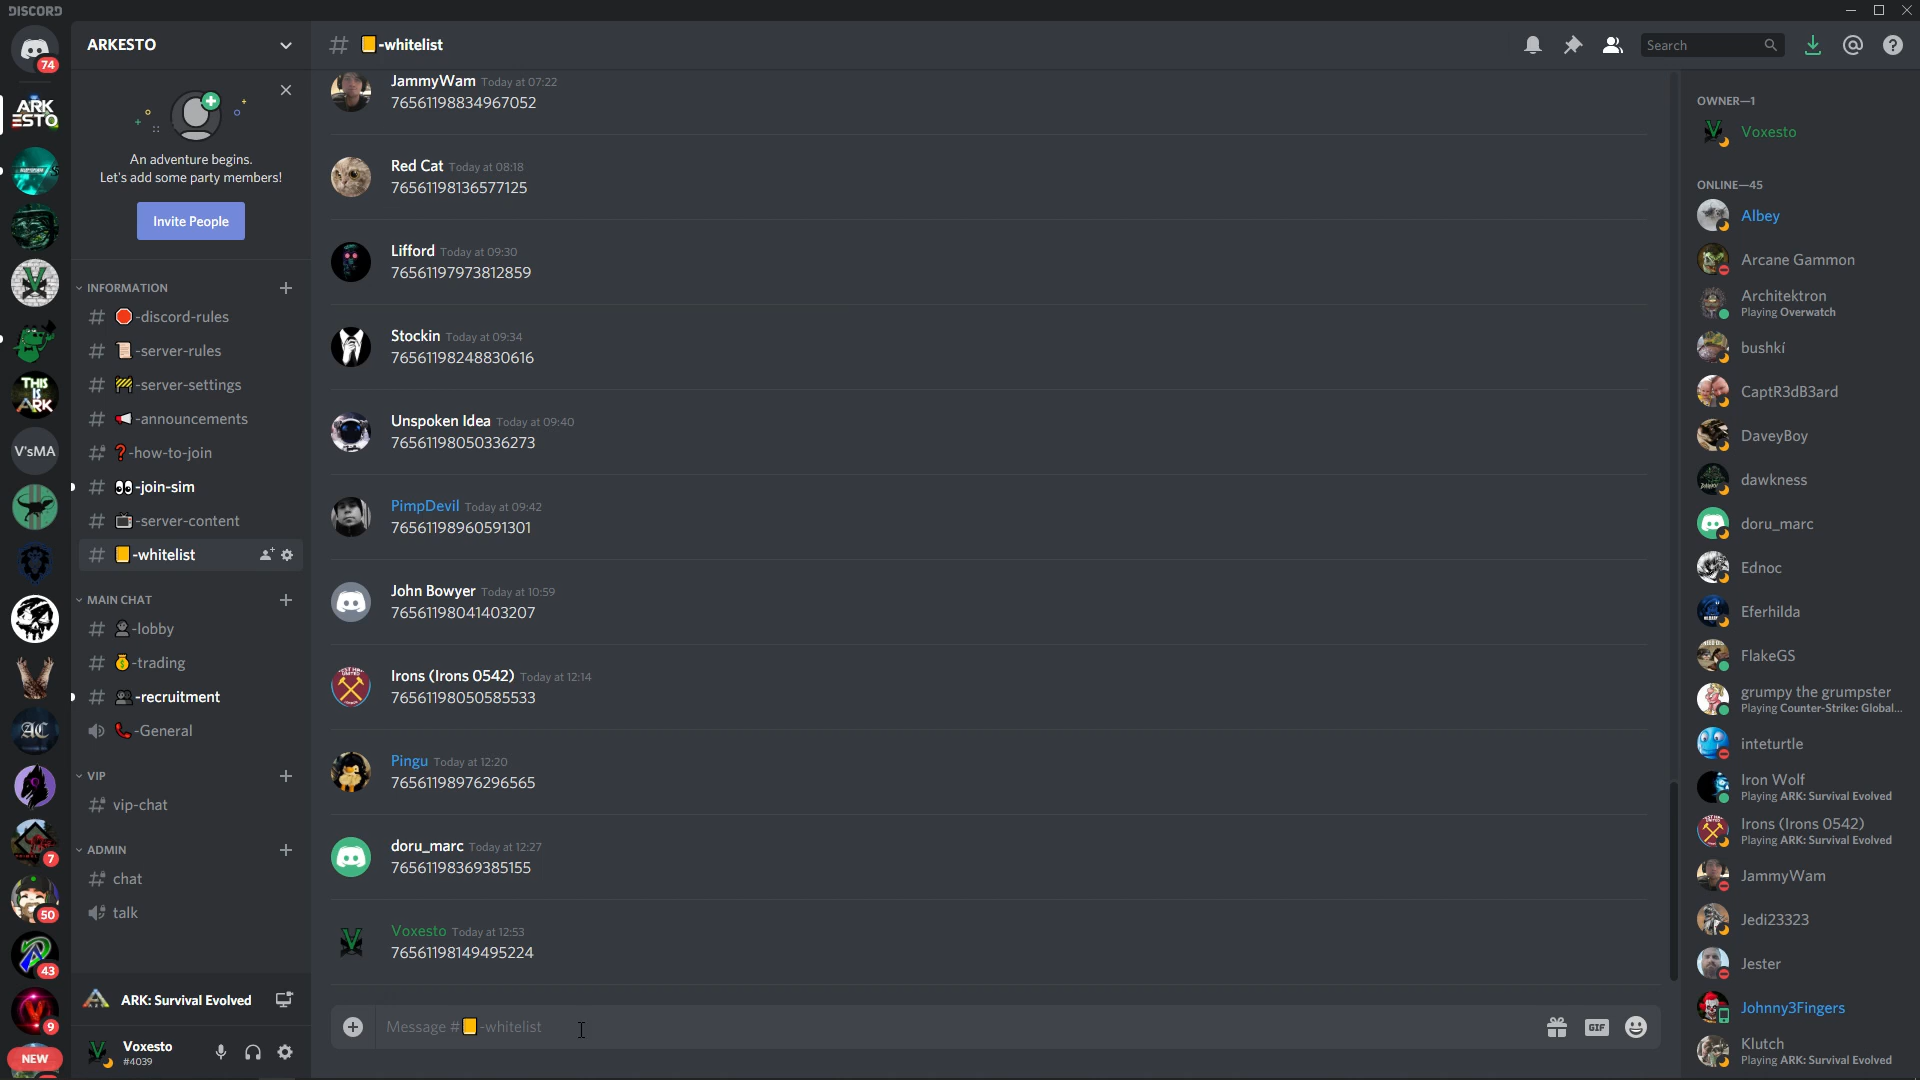 DISCORD
74
ARK
ESTO
THIS
IS
ARK
V'sMA
AC
7
50
43
9
NEW
ARKESTO
An adventure begins.
Let's add some party members!
Invite People
INFORMATION
-discord-rules
-server-rules
-server-settings
-announcements
-how-to-join
-join-sim
-server-content
-whitelist
MAIN CHAT
-lobby
-trading
-recruitment
-General
VIP
vip-chat
ADMIN
chat
talk
ARK: Survival Evolved
Voxesto
#4039
# -whitelist
Search
JammyWam Today at 07:22
76561198834967052
Red Cat Today at 08:18
76561198136577125
Lifford Today at 09:30
76561197973812859
Stockin Today at 09:34
76561198248830616
Unspoken Idea Today at 09:40
76561198050336273
PimpDevil Today at 09:42
76561198960591301
John Bowyer Today at 10:59
76561198041403207
Irons (Irons 0542) Today at 12:14
76561198050585533
Pingu Today at 12:20
76561198976296565
doru_marc Today at 12:27
76561198369385155
Voxesto Today at 12:53
76561198149495224
Message # -whitelist
GIF
OWNER—1
Voxesto
ONLINE—45
Albey
Arcane Gammon
Architektron
Playing Overwatch
bushkí
CaptR3dB3ard
DaveyBoy
dawkness
doru_marc
Ednoc
Eferhilda
FlakeGS
grumpy the grumpster
Playing Counter-Strike: Global...
inteturtle
Iron Wolf
Playing ARK: Survival Evolved
Irons (Irons 0542)
Playing ARK: Survival Evolved
JammyWam
Jedi23323
Jester
Johnny3Fingers
Klutch
Playing ARK: Survival Evolved